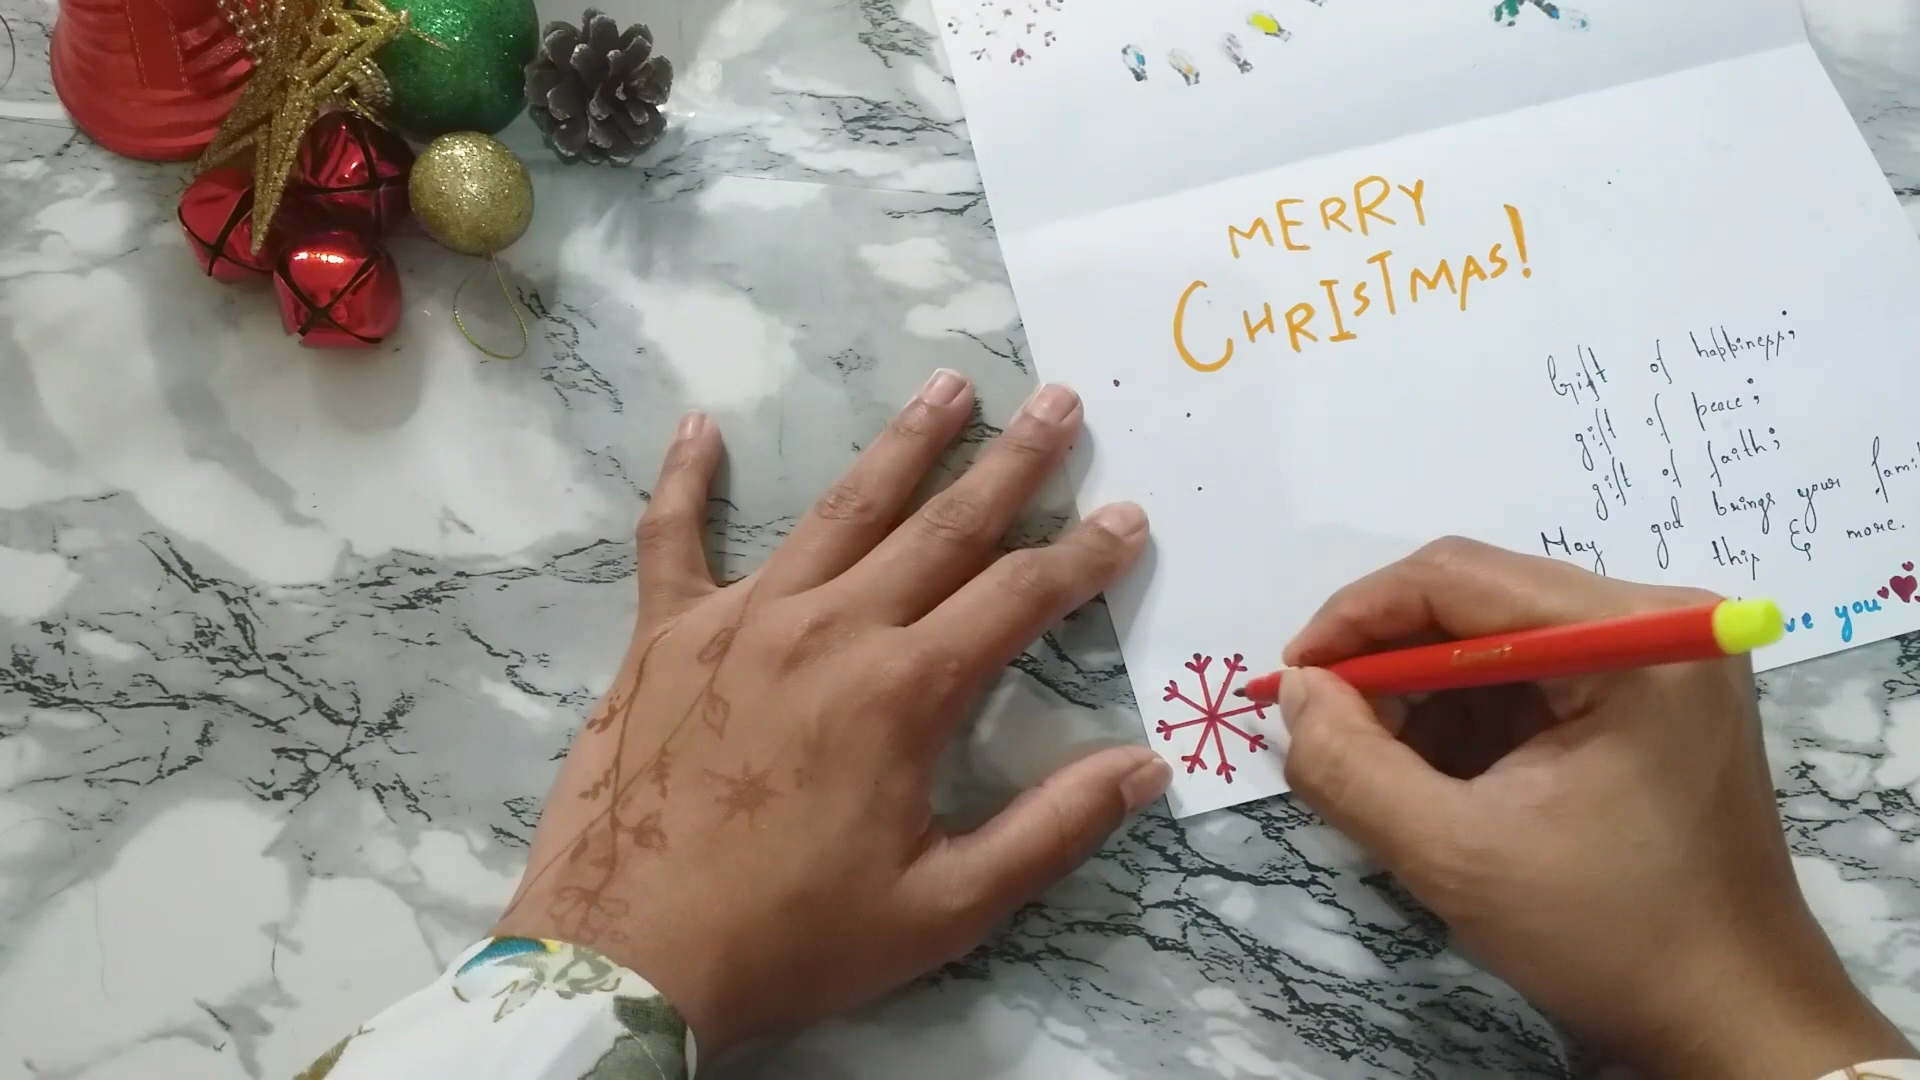 MERRY
CHRISTMAS!
Gift of happiness;
gift of peace;
gift of faith;
May god brings your fami
this & more.
ve you